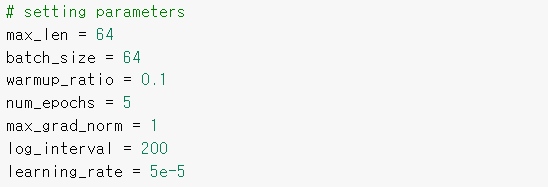 # setting parameters
max_len = 64
batch_size = 64
warmup_ratio = 0.1
num_epochs = 5
max_grad_norm = 1
log_interval = 200
learning_rate = 5e-5